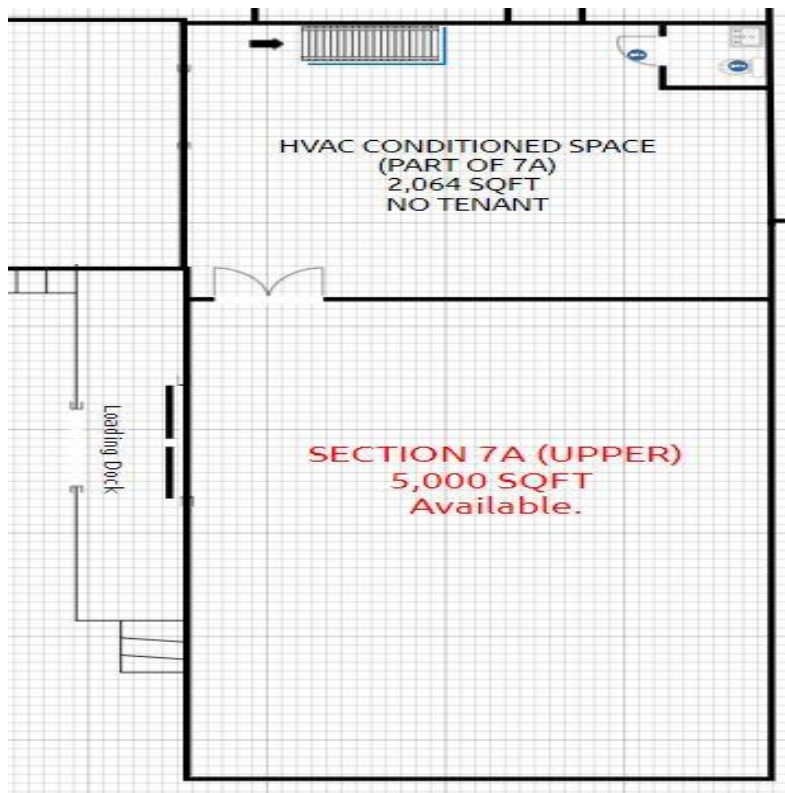 HVAC CONDITIONED SPACE
(PART OF 7A)
2,064 SQFT
NO TENANT
Loading Dock
SECTION 7A (UPPER)
5,000 SQFT
Available.